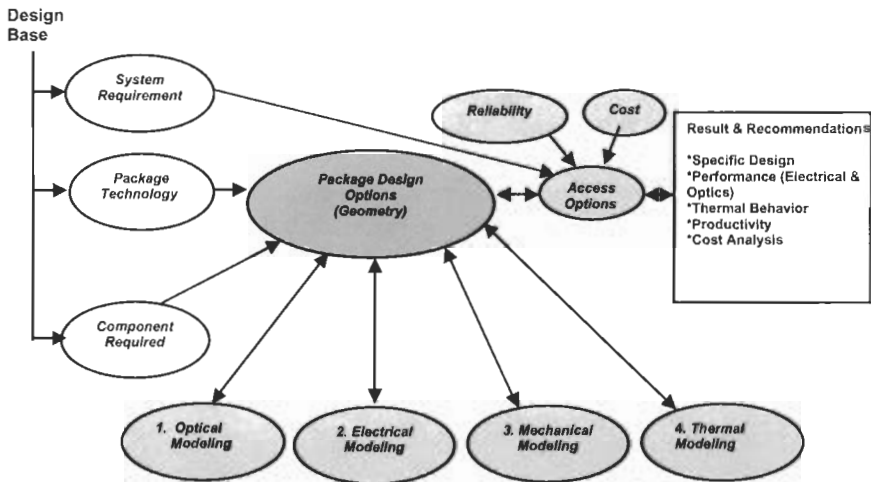 Design
Base
System
Requirement
Reliability
Cost
Result & Recommendations
*Specific Design
*Performance (Electrical &
Optics)
*Thermal Behavior
*Productivity
*Cost Analysis
Package
Technology
Package Design
Options
(Geometry)
Access
Options
Component
Required
1. Optical
Modeling
2. Electrical
Modeling
3. Mechanical
Modeling
4. Thermal
Modeling